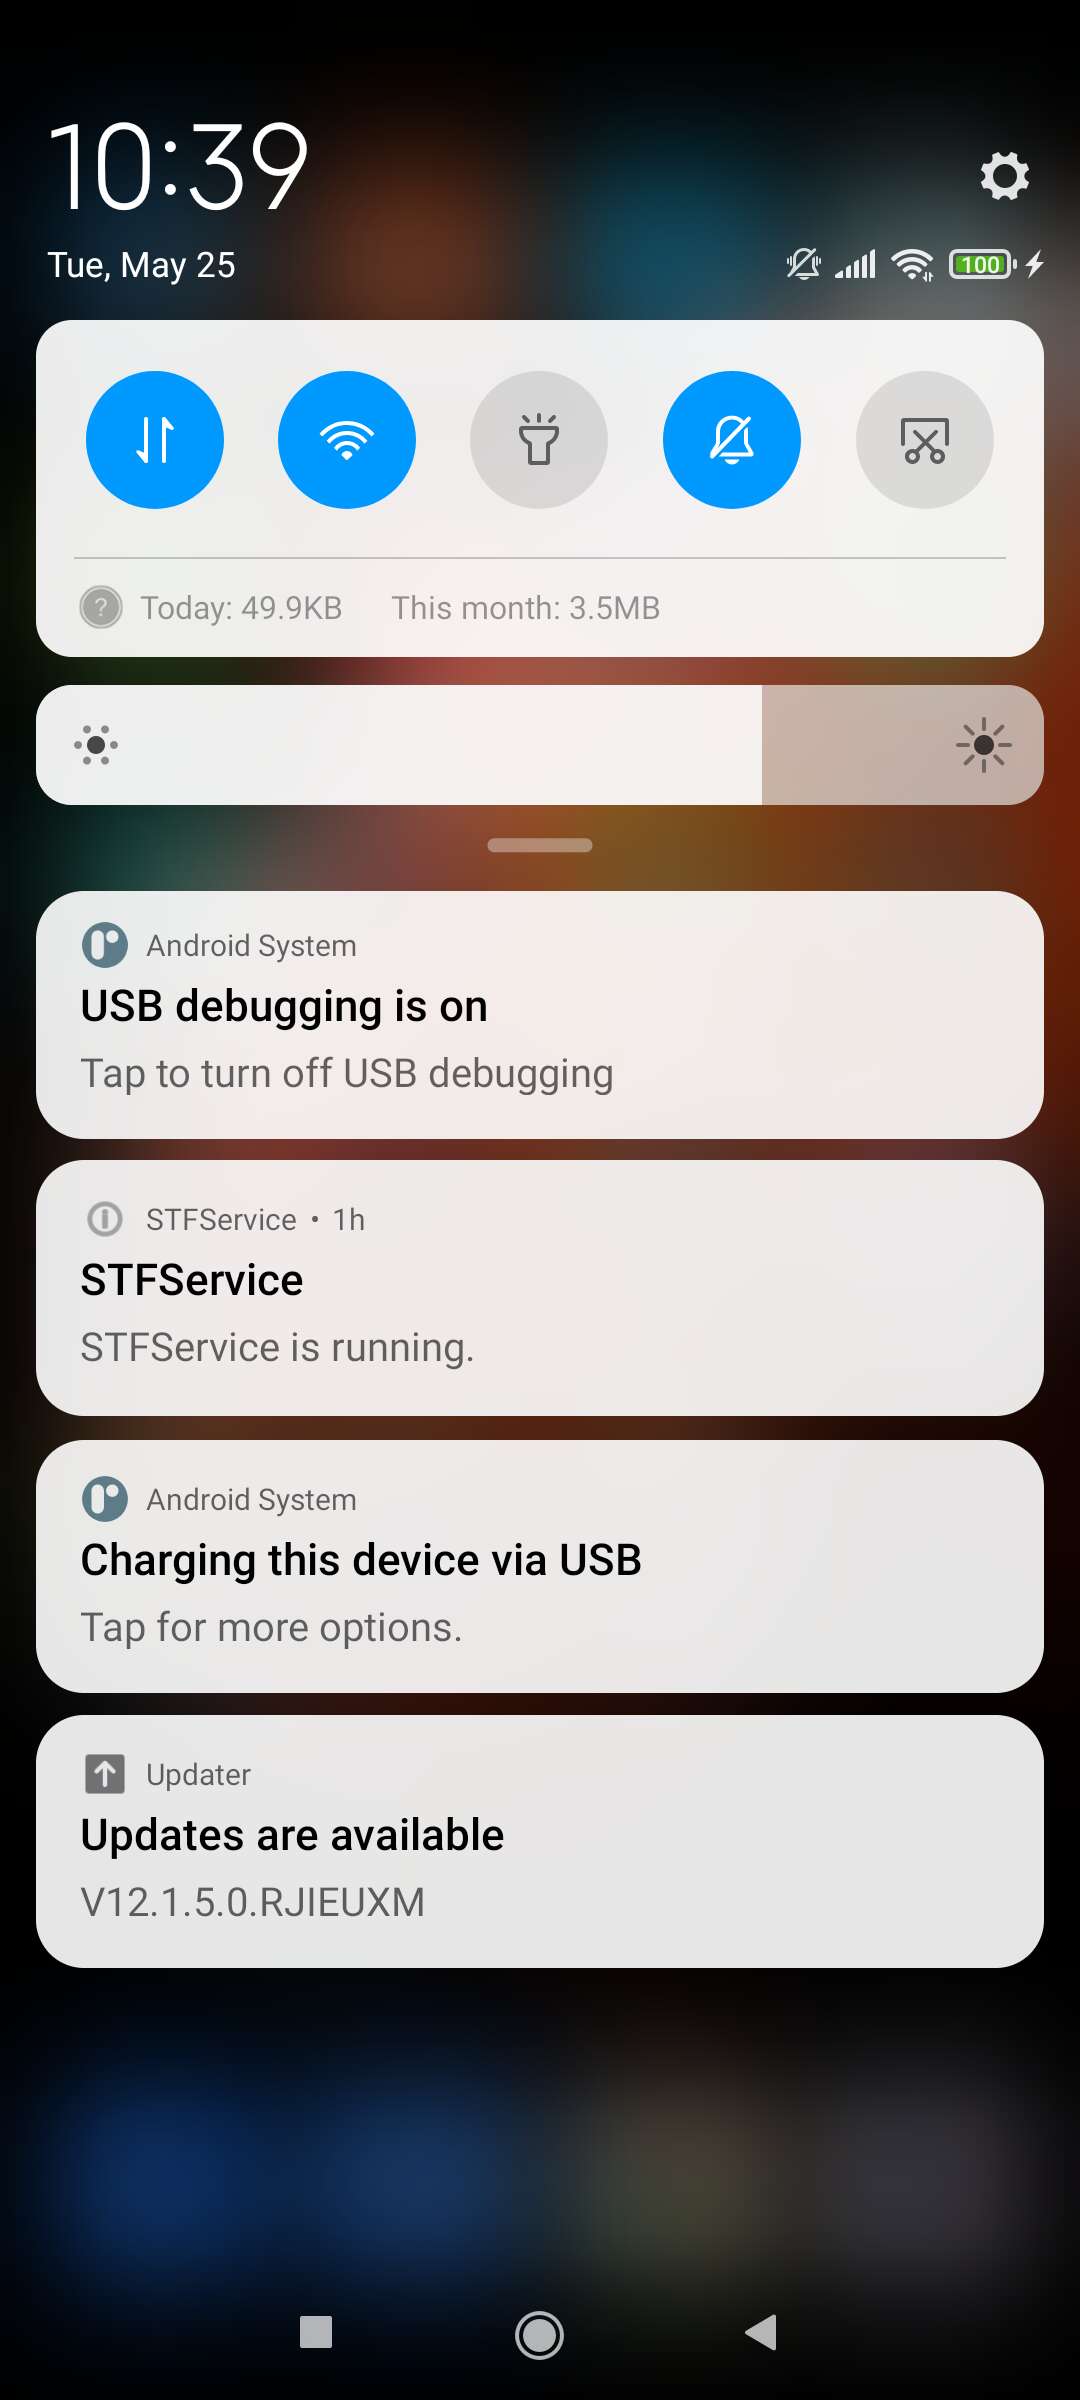 10:39
Tue, May 25
100
Today: 49.9KB This month: 3.5MB
Android System
USB debugging is on
Tap to turn off USB debugging
STFService • 1h
STFService
STFService is running.
Android System
Charging this device via USB
Tap for more options.
Updater
Updates are available
V12.1.5.0.RJIEUXM